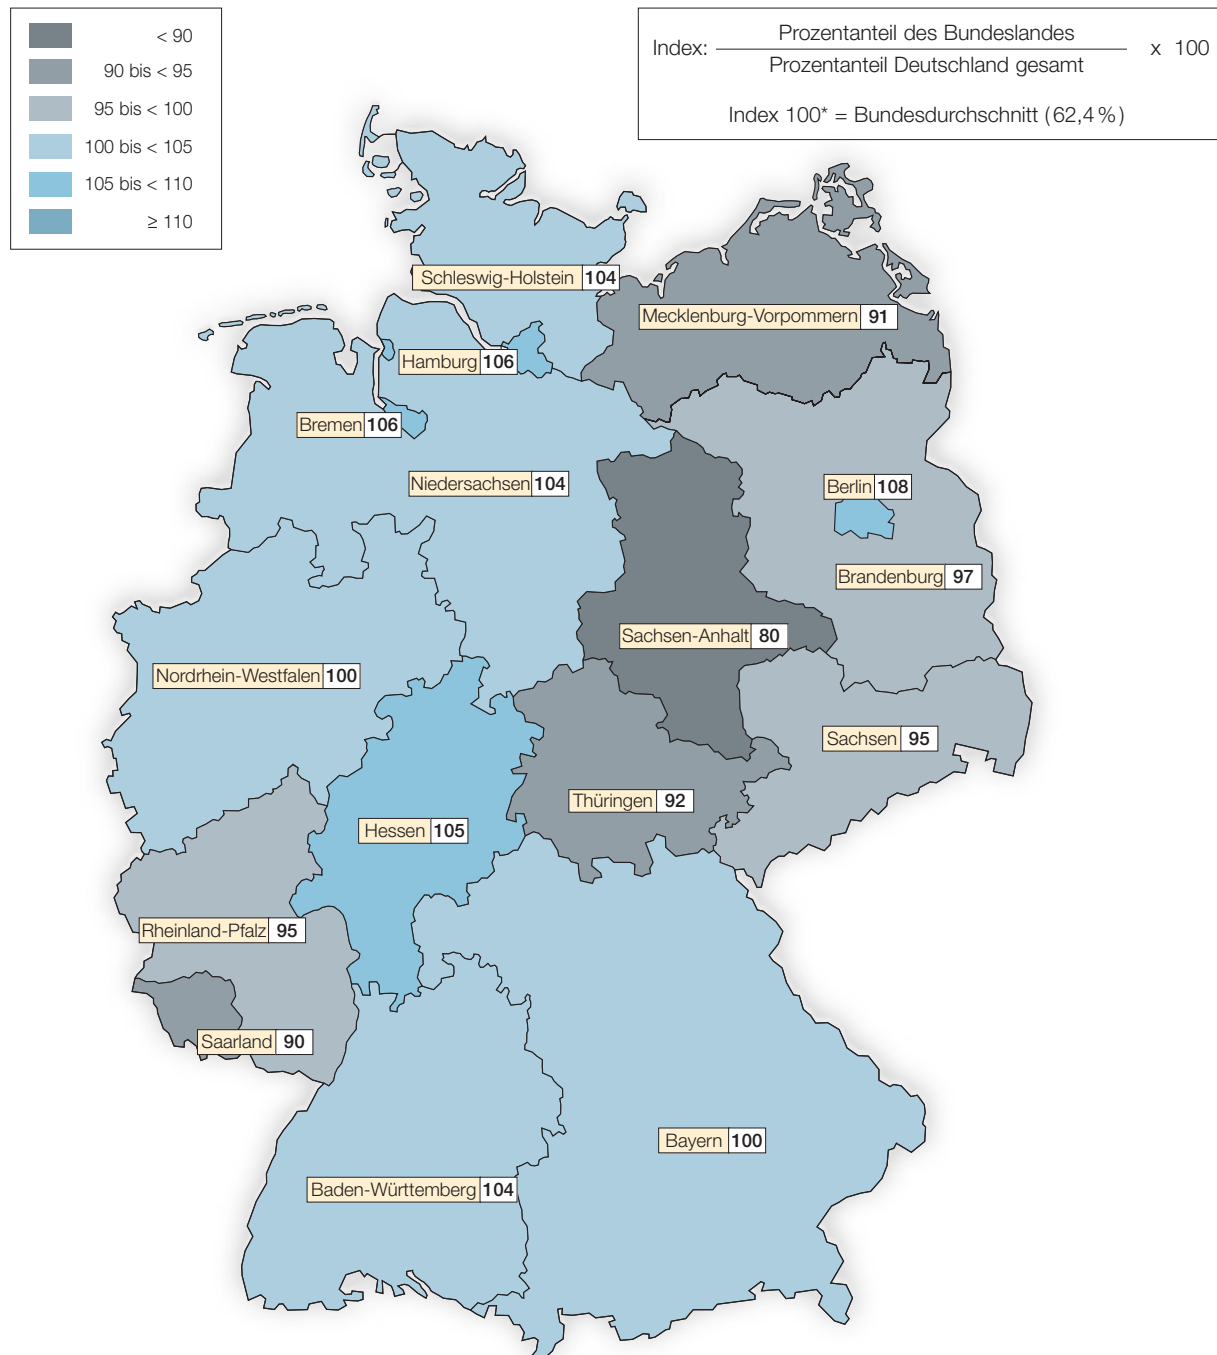 < 90
90 bis < 95
95 bis < 100
100 bis < 105
105 bis < 110
≥ 110
Index: Prozentanteil des Bundeslandes x 100
Prozentanteil Deutschland gesamt
Index 100* = Bundesdurchschnitt (62,4 %)
Schleswig-Holstein 104
Mecklenburg-Vorpommern 91
Hamburg 106
Bremen 106
Niedersachsen 104
Berlin 108
Brandenburg 97
Sachsen-Anhalt 80
Nordrhein-Westfalen 100
Sachsen 95
Thüringen 92
Hessen 105
Rheinland-Pfalz 95
Saarland 90
Bayern 100
Baden-Württemberg 104